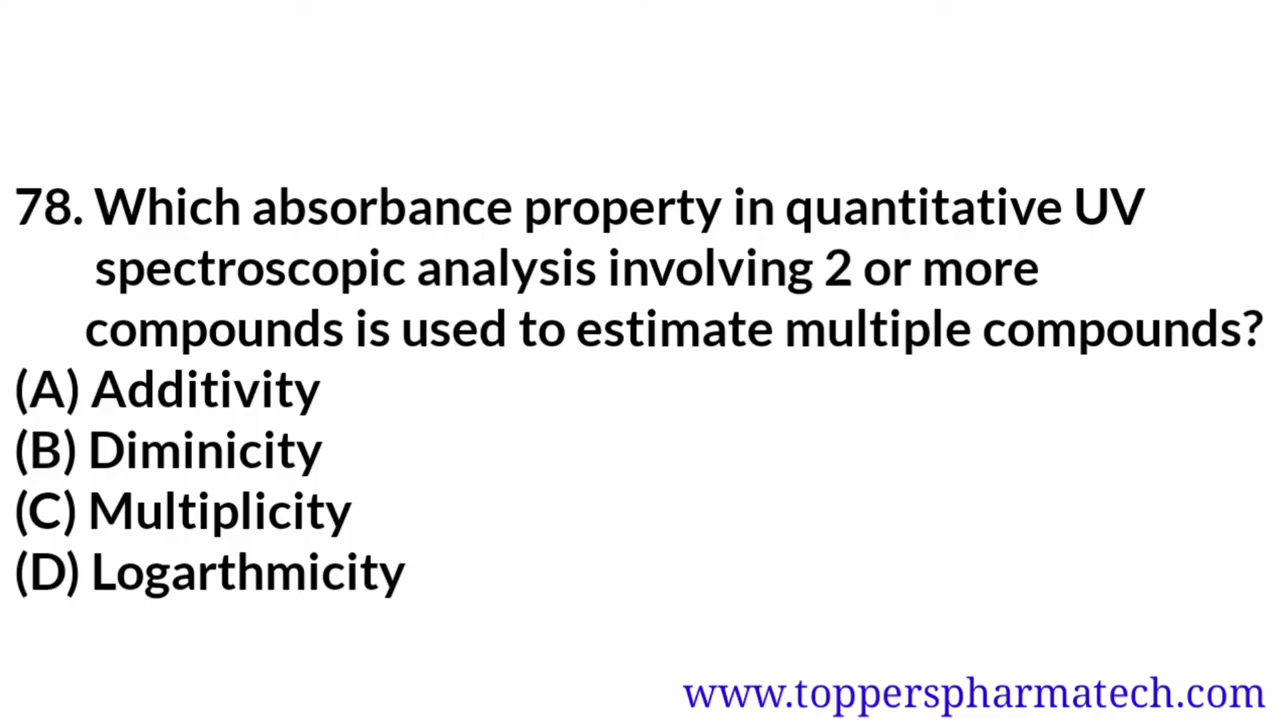 78. Which absorbance property in quantitative UV
spectroscopic analysis involving 2 or more
compounds is used to estimate multiple compounds?
(A) Additivity
(B) Diminicity
(C) Multiplicity
(D) Logarthmicity
www.topperspharmatech.com